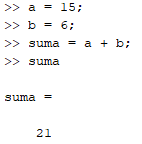 >> a = 15;
>> b = 6;
>> suma = a + b;
>> suma
suma =
21